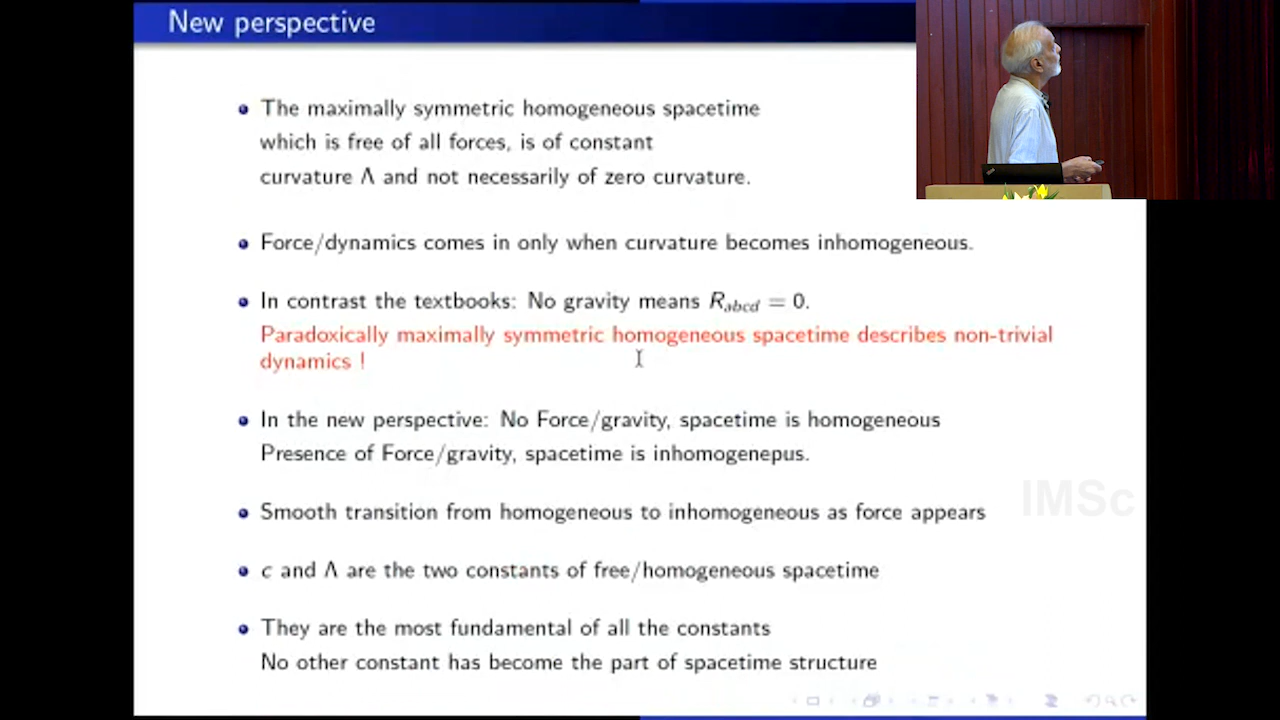 New perspective
The maximally symmetric homogeneous spacetime
which is free of all forces, is of constant
curvature Λ and not necessarily of zero curvature.
Force/dynamics comes in only when curvature becomes inhomogeneous.
In contrast the textbooks: No gravity means R_{abcd} = 0.
Paradoxically maximally symmetric homogeneous spacetime describes non-trivial
dynamics !
In the new perspective: No Force/gravity, spacetime is homogeneous
Presence of Force/gravity, spacetime is inhomogenepus.
Smooth transition from homogeneous to inhomogeneous as force appears
IMSc
c and Λ are the two constants of free/homogeneous spacetime
They are the most fundamental of all the constants
No other constant has become the part of spacetime structure